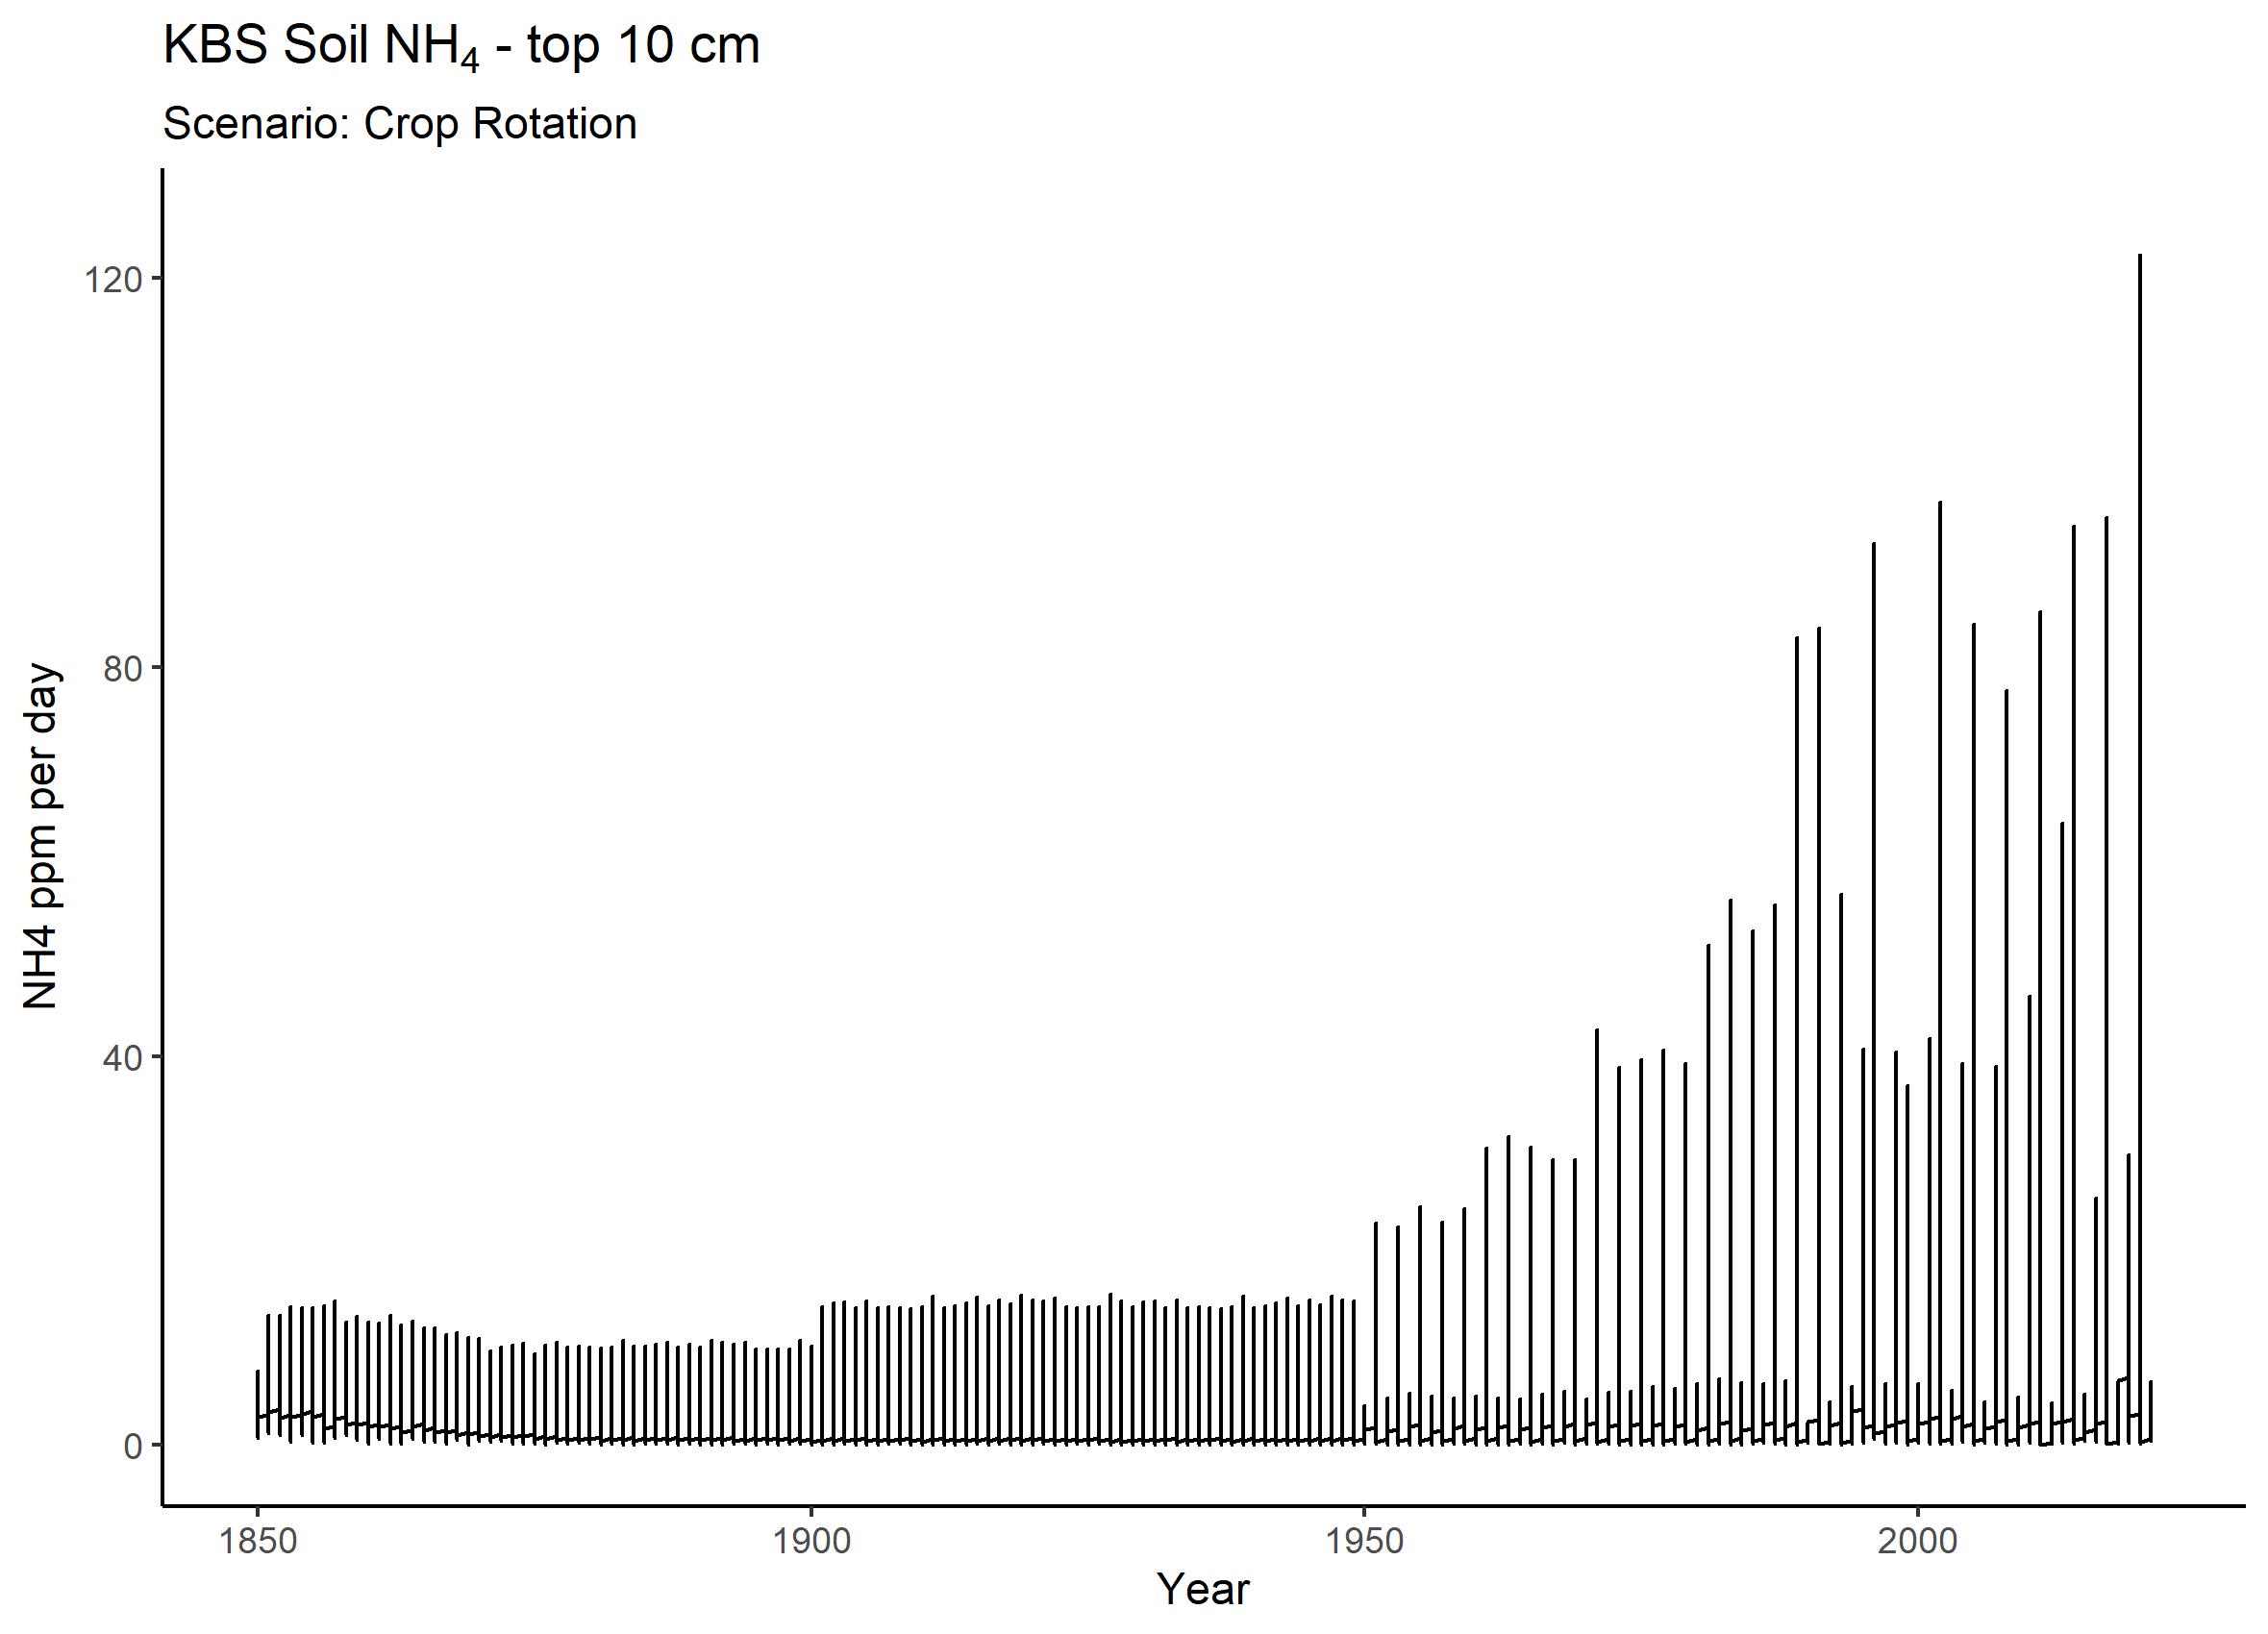 KBS Soil NH₄ - top 10 cm
Scenario: Crop Rotation
NH4 ppm per day
120
80
40
0
1850
1900
1950
2000
Year